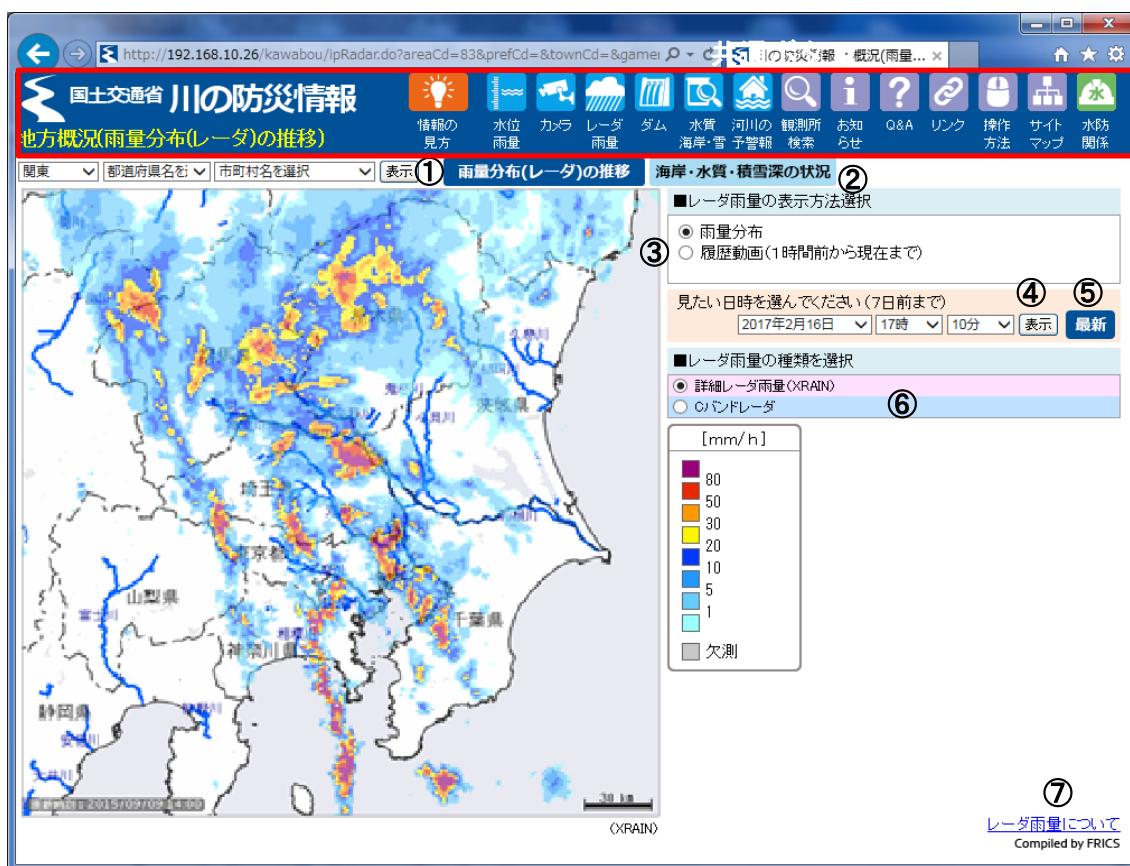 http://192.168.10.26/kawabou/ipRadar.do?areaCd=83&prefCd=&townCd=&gamer
川の防災情報 ・概況(雨量...
国土交通省 川の防災情報
地方概況(雨量分布(レーダ)の推移)
情報の見方
水位雨量
カメラ
レーダ雨量
ダム
水質海岸・雪
河川の予警報
観測所検索
お知らせ
Q&A
リンク
操作方法
サイトマップ
水防関係
関東 都道府県名を 市町村名を選択 表示 ① 雨量分布(レーダ)の推移 海岸・水質・積雪深の状況 ②
■レーダ雨量の表示方法選択
雨量分布
③ 履歴動画(1時間前から現在まで)
見たい日時を選んでください(7日前まで) ④ ⑤
2017年2月16日 17時 10分 表示 最新
■レーダ雨量の種類を選択
詳細レーダ雨量(XRAIN)
Cバンドレーダ ⑥
[mm/h]
80
50
30
20
10
5
1
欠測
茨城県
埼玉
東京都
山梨県
富士川
千葉県
相模川
神奈川県
静岡県
2015/09/09 14:00
30 km
(XRAIN)
⑦
レーダ雨量について
Compiled by FRICS